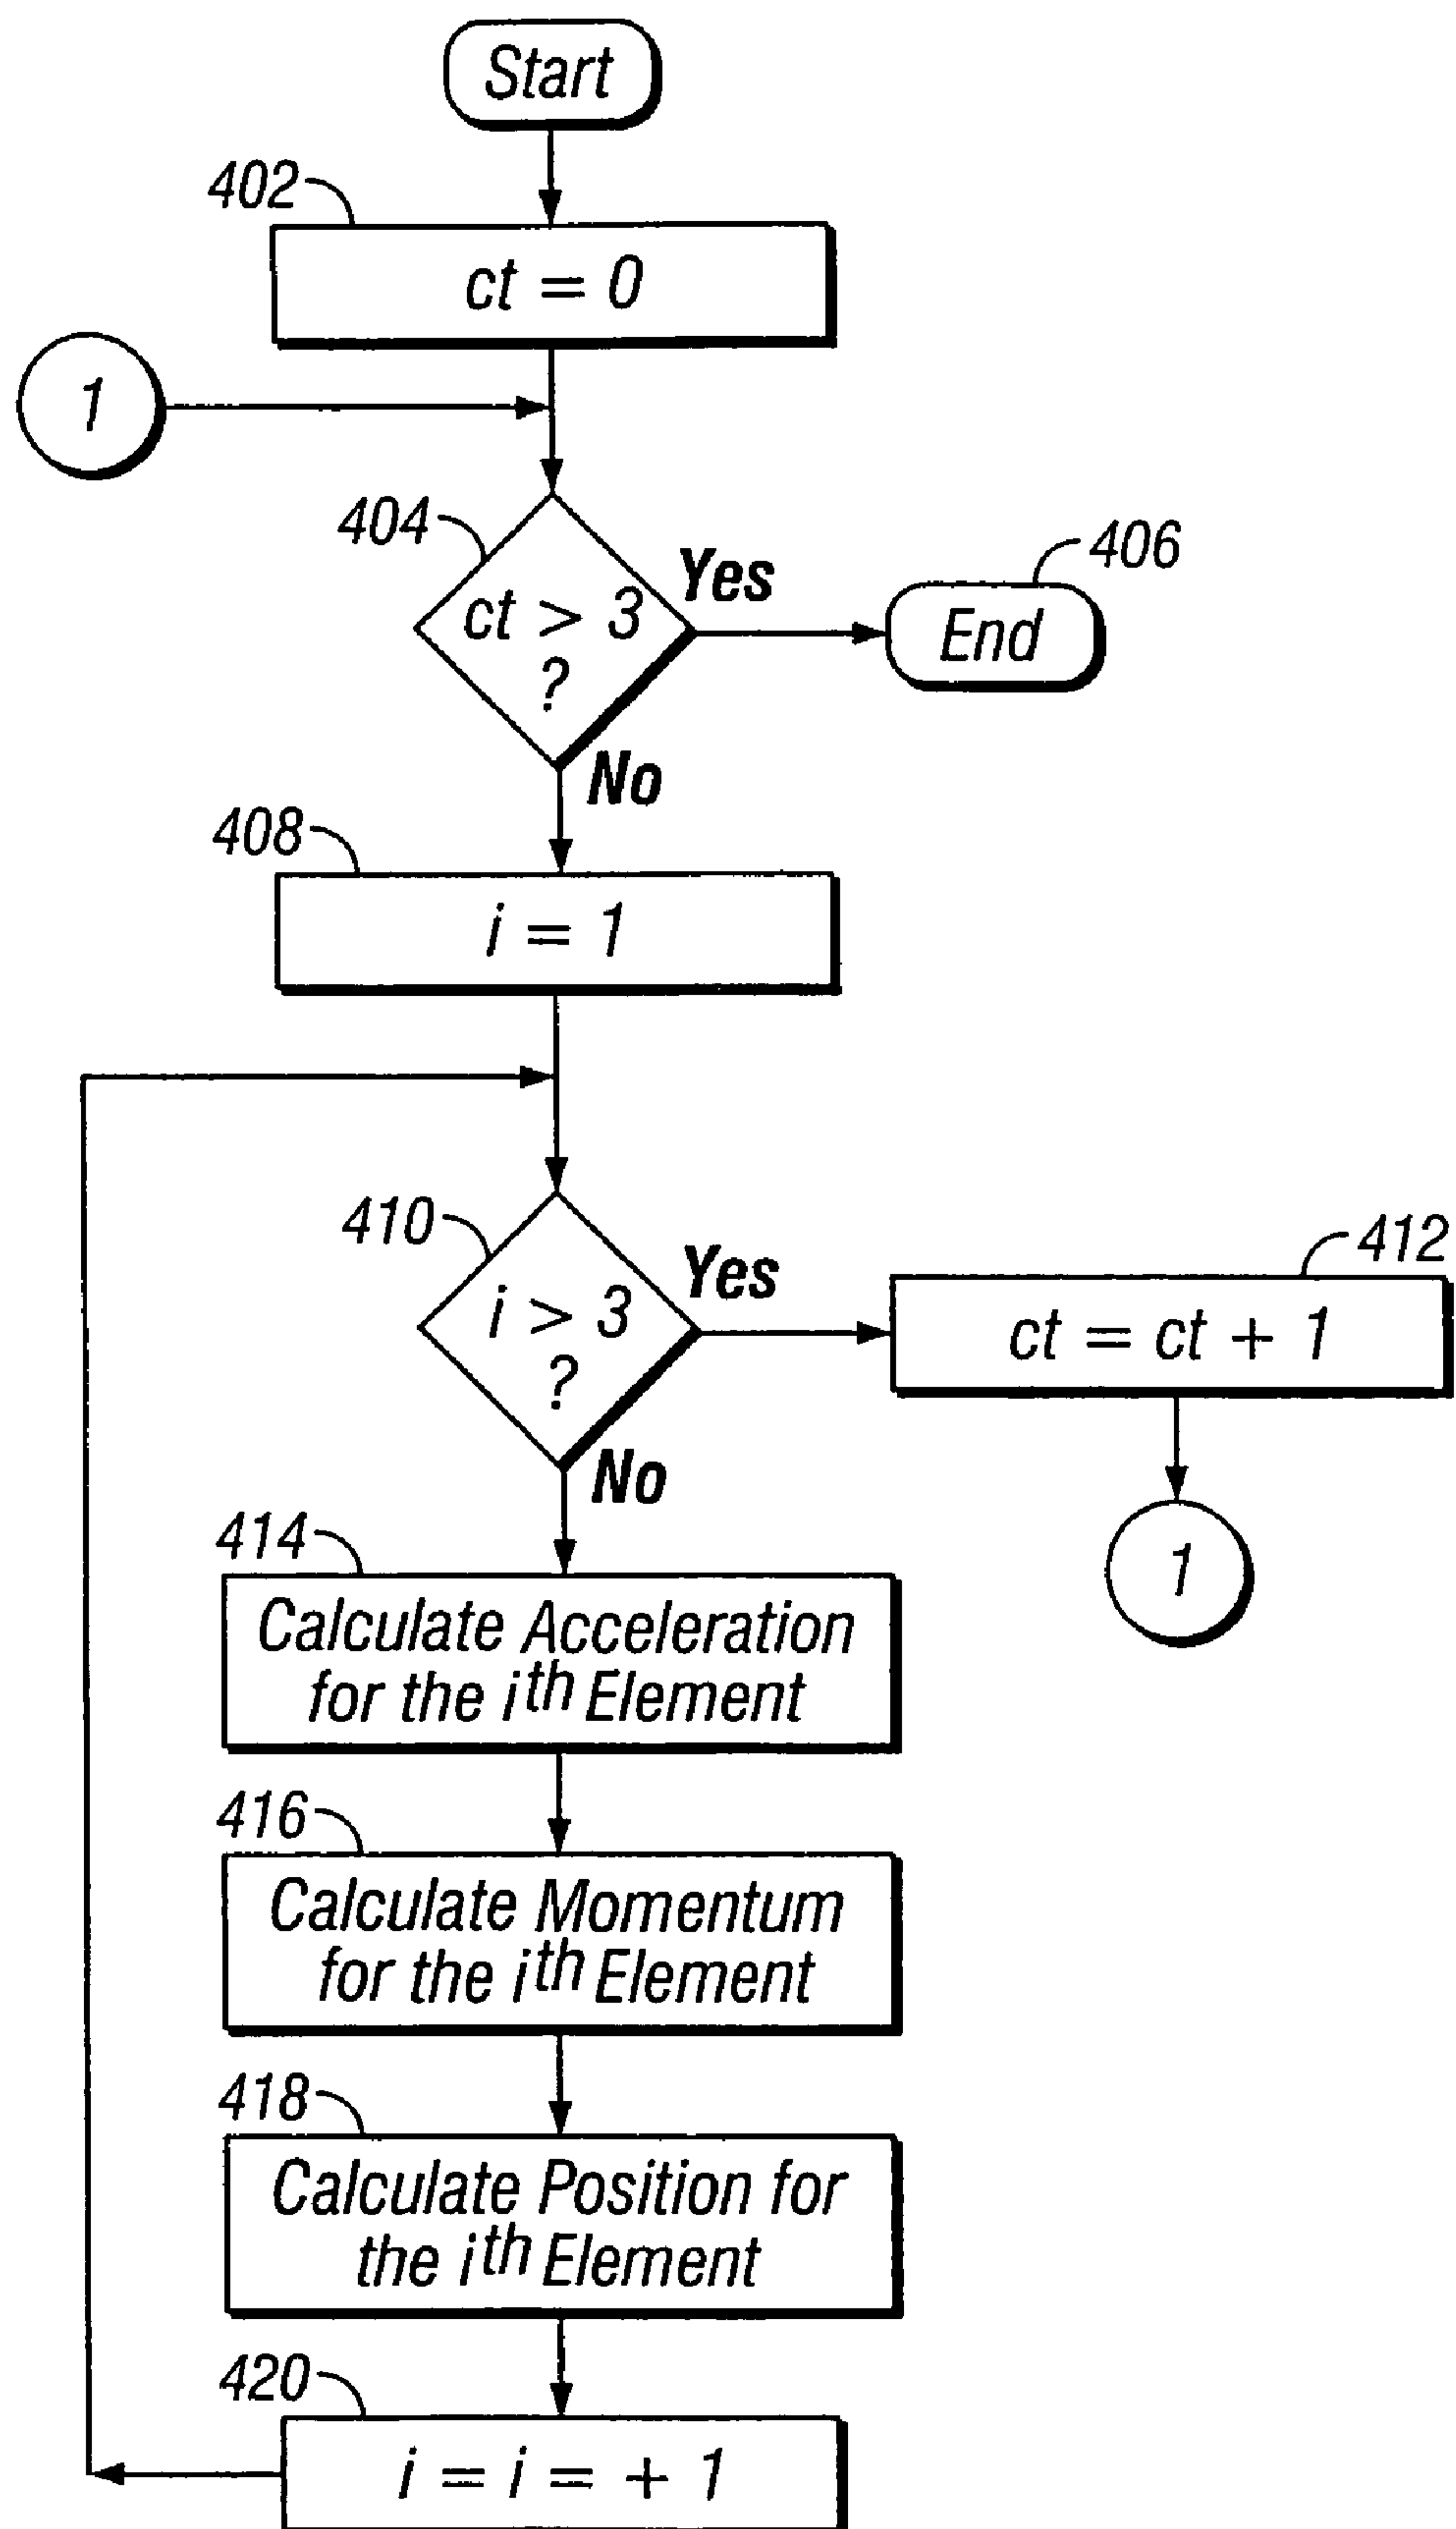 Start
402
ct = 0
1
404
ct > 3
?
Yes
406
End
No
408
i = 1
410
i > 3
?
Yes
412
ct = ct + 1
1
No
414
Calculate Acceleration
for the ith Element
416
Calculate Momentum
for the ith Element
418
Calculate Position for
the ith Element
420
i = i = + 1